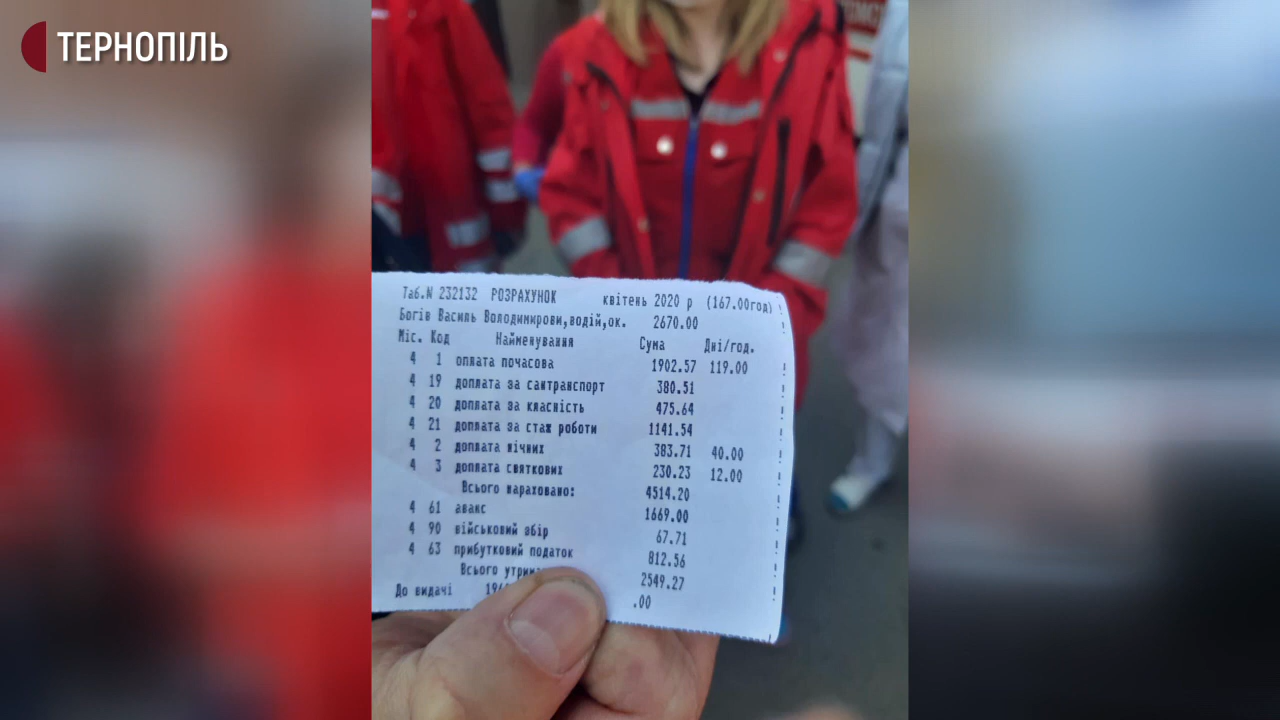 ТЕРНОПІЛЬ
Таб.N 232132 РОЗРАХУНОК квітень 2020 р (167.00год)
Богів Василь Володимирови,водій,ок. 2670.00
Міс. Код Найменування Сума Дні/год.
4 1 оплата почасова 1902.57 119.00
4 19 доплата за сантранспорт 380.51
4 20 доплата за класність 475.64
4 21 доплата за стаж роботи 1141.54
4 2 доплата нічних 383.71 40.00
4 3 доплата святкових 230.23 12.00
Всього нараховано: 4514.20
4 61 аванс 1669.00
4 90 військовий збір 67.71
4 63 прибутковий податок 812.56
Всього 2549.27
До видачі .00